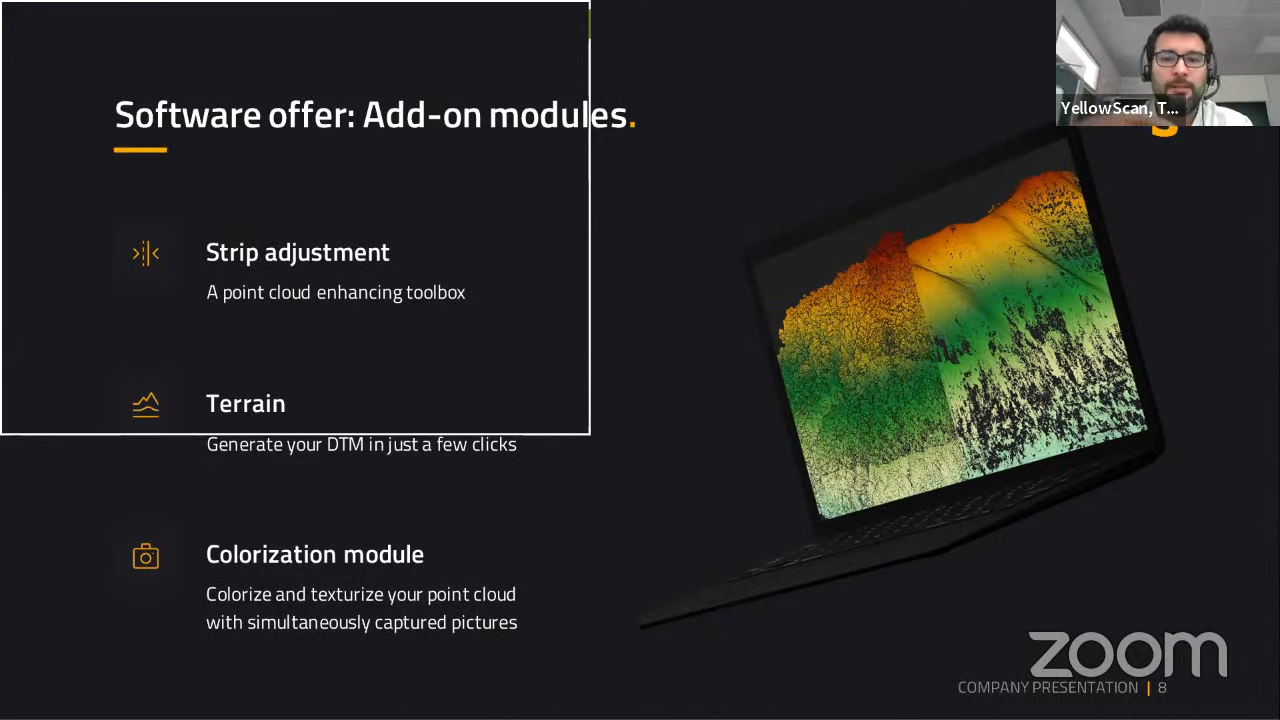 Software offer: Add-on modules.
YellowScan, T...
Strip adjustment
A point cloud enhancing toolbox
Terrain
Generate your DTM in just a few clicks
Colorization module
Colorize and texturize your point cloud
with simultaneously captured pictures
zoom
COMPANY PRESENTATION | 8